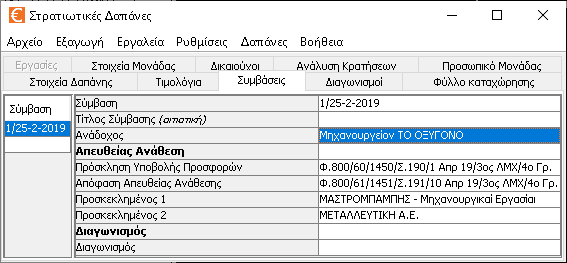 Στρατιωτικές Δαπάνες
Αρχείο Εξαγωγή Εργαλεία Ρυθμίσεις Δαπάνες Βοήθεια
Εργασίες Στοιχεία Μονάδας Δικαιούχοι Ανάλυση Κρατήσεων Προσωπικό Μονάδας
Στοιχεία Δαπάνης Τιμολόγια Συμβάσεις Διαγωνισμοί Φύλλο καταχώρησης
Σύμβαση
1/25-2-2019
Σύμβαση 1/25-2-2019
Τίτλος Σύμβασης (αιτιατική)
Ανάδοχος Μηχανουργείον ΤΟ ΟΞΥΓΟΝΟ
Απευθείας Ανάθεση
Πρόσκληση Υποβολής Προσφορών Φ.800/60/1450/Σ.190/1 Απρ 19/3ος ΛΜΧ/4ο Γρ.
Απόφαση Απευθείας Ανάθεσης Φ.800/61/1451/Σ.191/10 Απρ 19/3ος ΛΜΧ/4ο Γρ.
Προσκεκλημένος 1 ΜΑΣΤΡΟΜΠΑΜΠΗΣ - Μηχανουργικαί Εργασίαι
Προσκεκλημένος 2 ΜΕΤΑΛΛΕΥΤΙΚΗ Α.Ε.
Διαγωνισμός
Διαγωνισμός